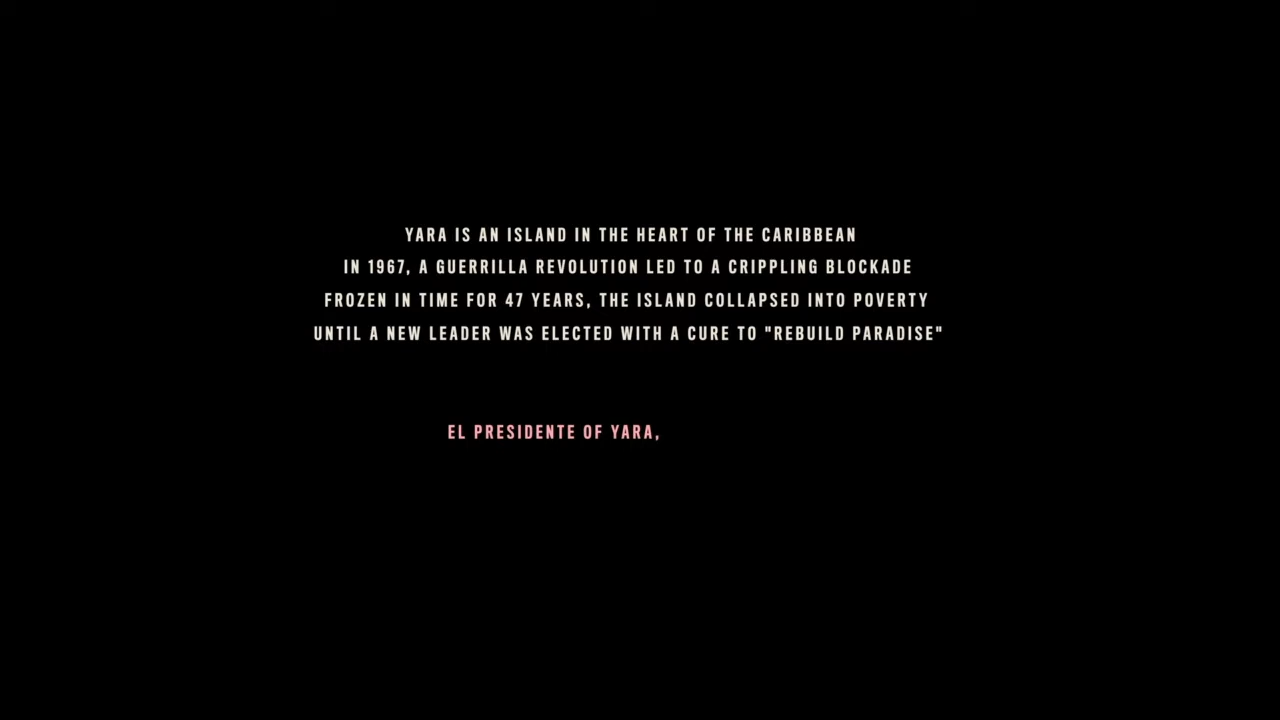 YARA IS AN ISLAND IN THE HEART OF THE CARIBBEAN
IN 1967, A GUERRILLA REVOLUTION LED TO A CRIPPLING BLOCKADE
FROZEN IN TIME FOR 47 YEARS, THE ISLAND COLLAPSED INTO POVERTY
UNTIL A NEW LEADER WAS ELECTED WITH A CURE TO "REBUILD PARADISE"
EL PRESIDENTE OF YARA,